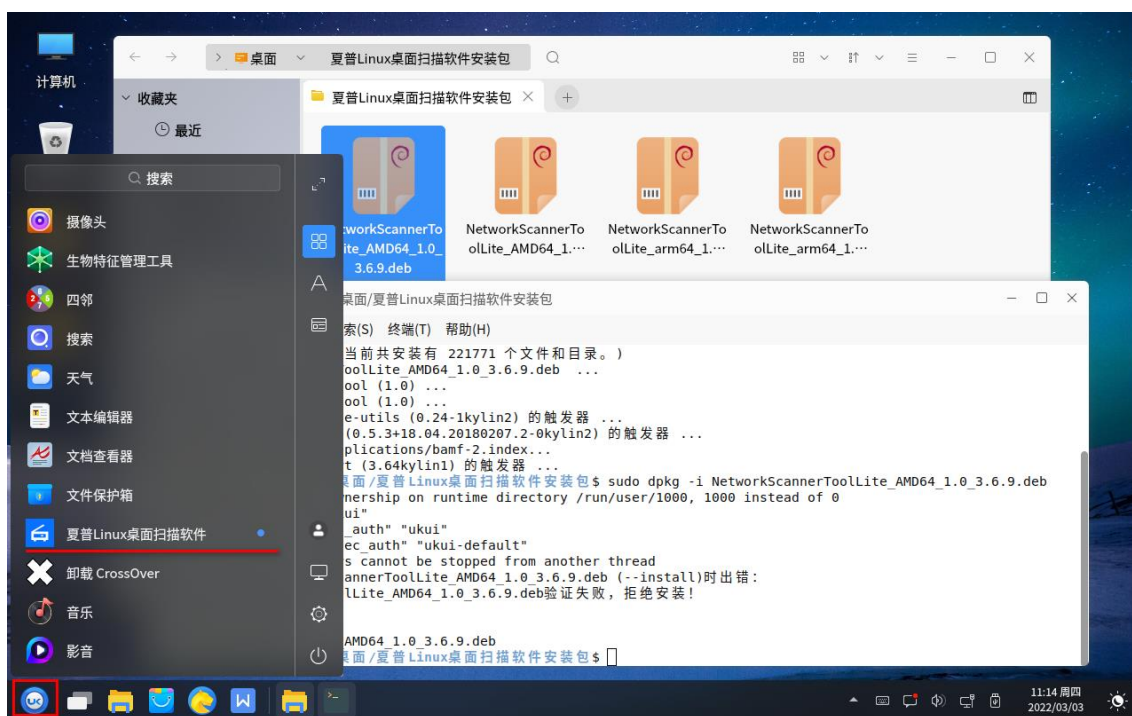 计算机
桌面
夏普Linux桌面扫描软件安装包
收藏夹
最近
夏普Linux桌面扫描软件安装包
tworkScannerTo
ite_AMD64_1.0_
3.6.9.deb
NetworkScannerTo
olLite_AMD64_1.…
NetworkScannerTo
olLite_arm64_1.…
NetworkScannerTo
olLite_arm64_1.…
搜索
摄像头
生物特征管理工具
四邻
搜索
天气
文本编辑器
文档查看器
文件保护箱
夏普Linux桌面扫描软件
卸载 CrossOver
音乐
影音
桌面/夏普Linux桌面扫描软件安装包
索(S) 终端(T) 帮助(H)
当前共安装有 221771 个文件和目录。)
oolLite_AMD64_1.0_3.6.9.deb ...
ool (1.0) ...
ool (1.0) ...
e-utils (0.24-1kylin2) 的触发器 ...
(0.5.3+18.04.20180207.2-0kylin2) 的触发器 ...
plications/bamf-2.index...
t (3.64kylin1) 的触发器 ...
桌面/夏普Linux桌面扫描软件安装包$ sudo dpkg -i NetworkScannerToolLite_AMD64_1.0_3.6.9.deb
nership on runtime directory /run/user/1000, 1000 instead of 0
ui"
_auth" "ukui"
ec_auth" "ukui-default"
s cannot be stopped from another thread
annerToolLite_AMD64_1.0_3.6.9.deb (--install)时出错:
lLite_AMD64_1.0_3.6.9.deb验证失败，拒绝安装!
AMD64_1.0_3.6.9.deb
桌面/夏普Linux桌面扫描软件安装包$
11:14 周四
2022/03/03